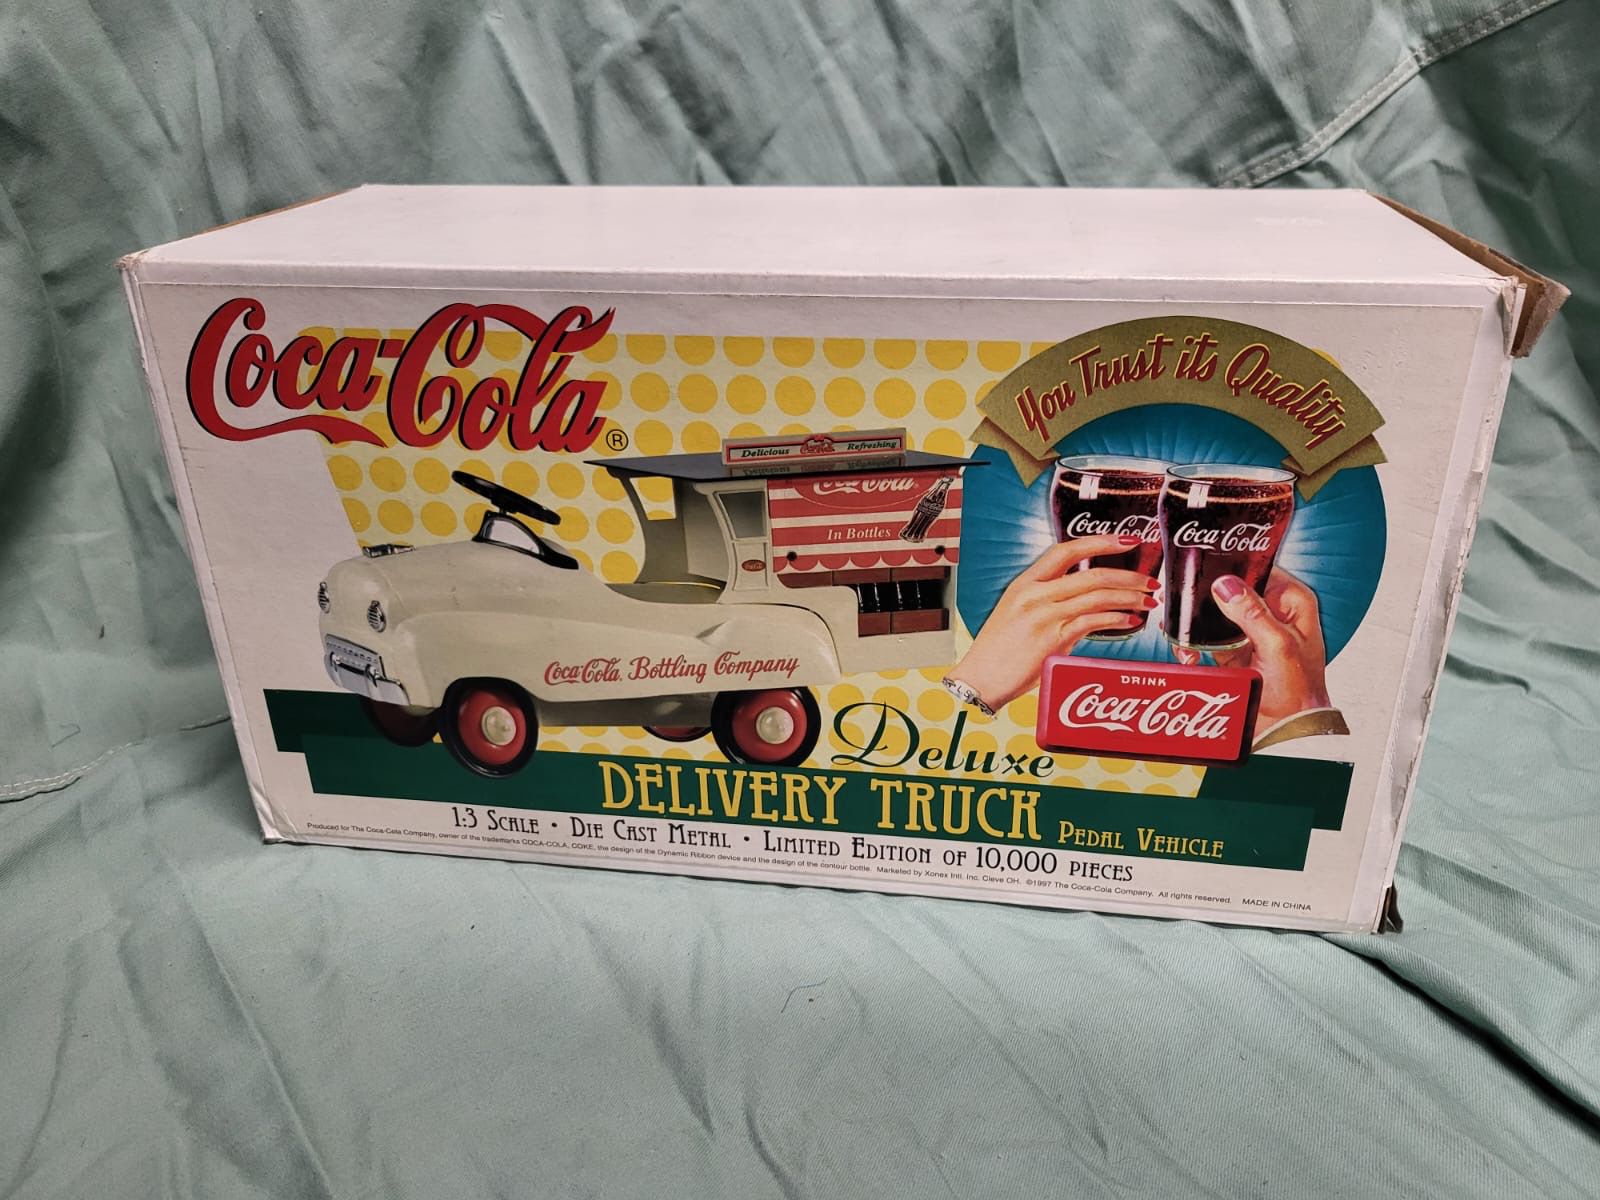 Coca-Cola®
You Trust its Quality
Delicious Coca-Cola Refreshing
Coca-Cola
In Bottles
Coca-Cola
Coca-Cola
Coca-Cola Bottling Company
DRINK
Coca-Cola
Deluxe
DELIVERY TRUCK PEDAL VEHICLE
1:3 SCALE • DIE CAST METAL • LIMITED EDITION OF 10,000 PIECES
Produced for The Coca-Cola Company, owner of the trademarks COCA-COLA, COKE, the design of the Dynamic Ribbon device and the design of the contour bottle. Marketed by Xonex Intl. Inc. Cleve OH. ©1997 The Coca-Cola Company. All rights reserved. MADE IN CHINA